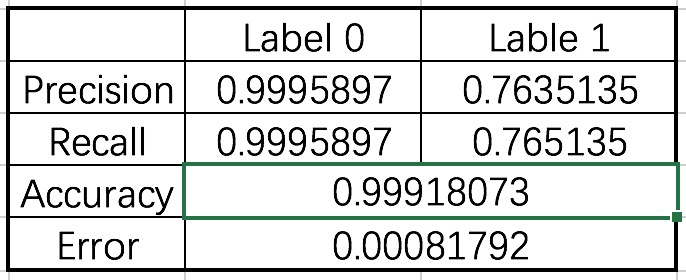 Label 0 Lable 1
Precision 0.9995897 0.7635135
Recall 0.9995897 0.765135
Accuracy 0.99918073
Error 0.00081792